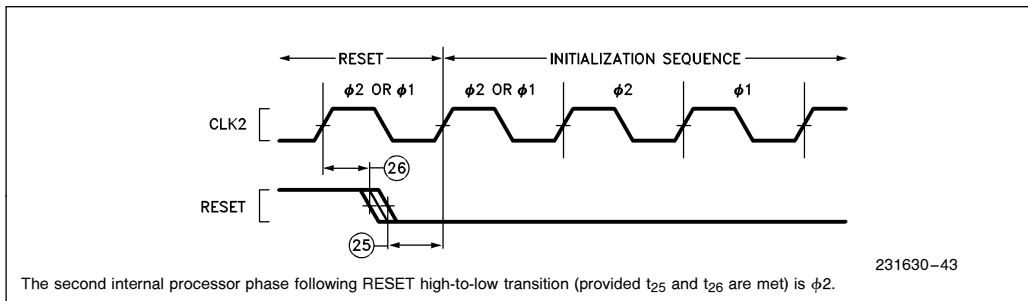 RESET INITIALIZATION SEQUENCE
ϕ2 OR ϕ1 ϕ2 OR ϕ1 ϕ2 ϕ1
CLK2
26
RESET
25
231630–43
The second internal processor phase following RESET high-to-low transition (provided t25 and t26 are met) is ϕ2.